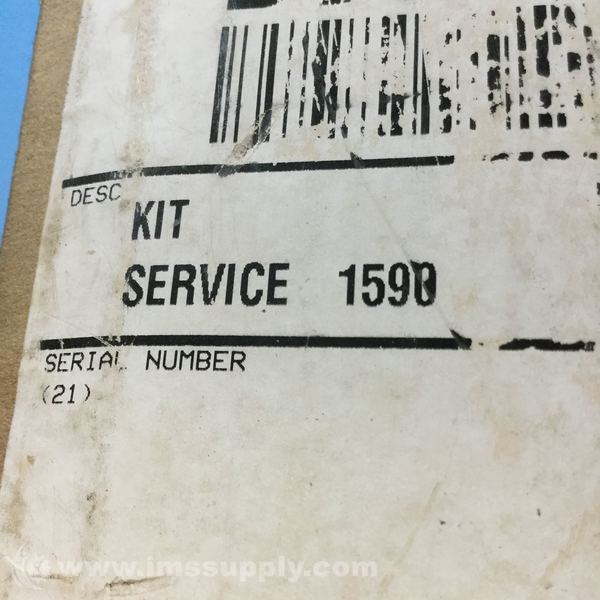 DESC
KIT
SERVICE 1590
SERIAL NUMBER
(21)
www.imssupply.com